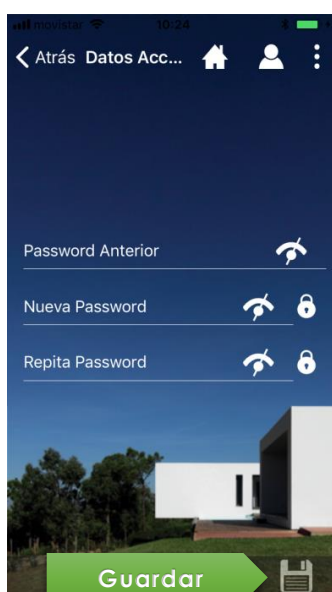 movistar 10:24
Atrás Datos Acc...
Password Anterior
Nueva Password
Repita Password
Guardar